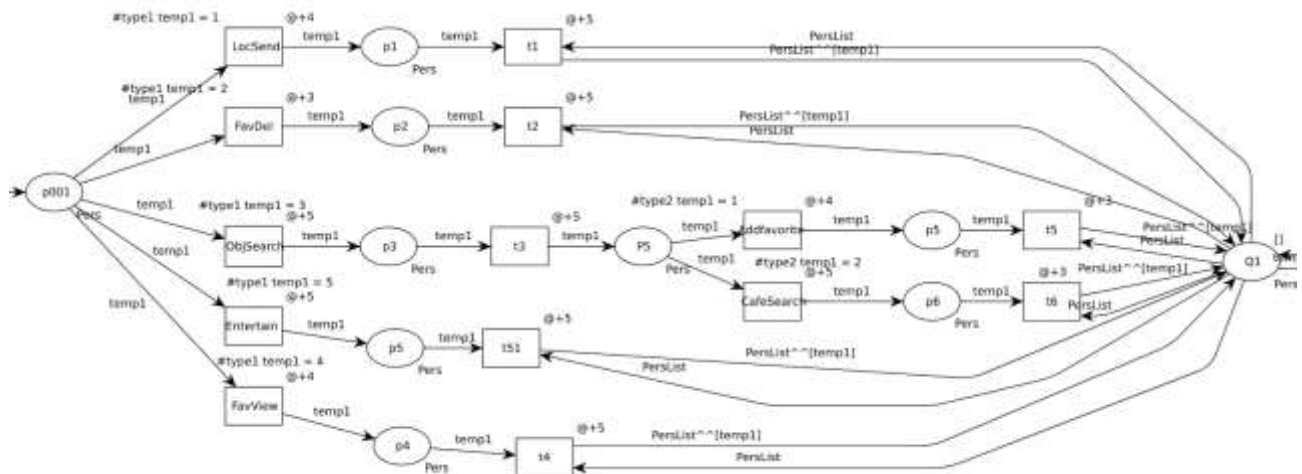 #type1 temp1 = 1
@+4
LocSend
temp1
p1
Pers
temp1
@+5
t1
PersList
PersList^^[temp1]
#type1 temp1 = 2
temp1
@+3
FavDel
temp1
p2
Pers
temp1
@+5
t2
PersList^^[temp1]
PersList
temp1
p001
Pers
temp1
#type1 temp1 = 3
@+5
ObjSearch
temp1
p3
Pers
temp1
@+5
t3
temp1
P5
Pers
#type2 temp1 = 1
@+4
temp1
Addfavorite
temp1
p5
Pers
temp1
@+3
t5
PersList^^[temp1]
PersList
temp1
#type2 temp1 = 2
@+5
CafeSearch
temp1
p6
Pers
temp1
@+3
t6
PersList^^[temp1]
PersList
[]
Q1
Pers
temp1
#type1 temp1 = 5
@+5
Entertain
temp1
p5
Pers
temp1
@+5
t51
PersList^^[temp1]
PersList
temp1
#type1 temp1 = 4
@+4
FavView
temp1
p4
Pers
temp1
@+5
t4
PersList^^[temp1]
PersList